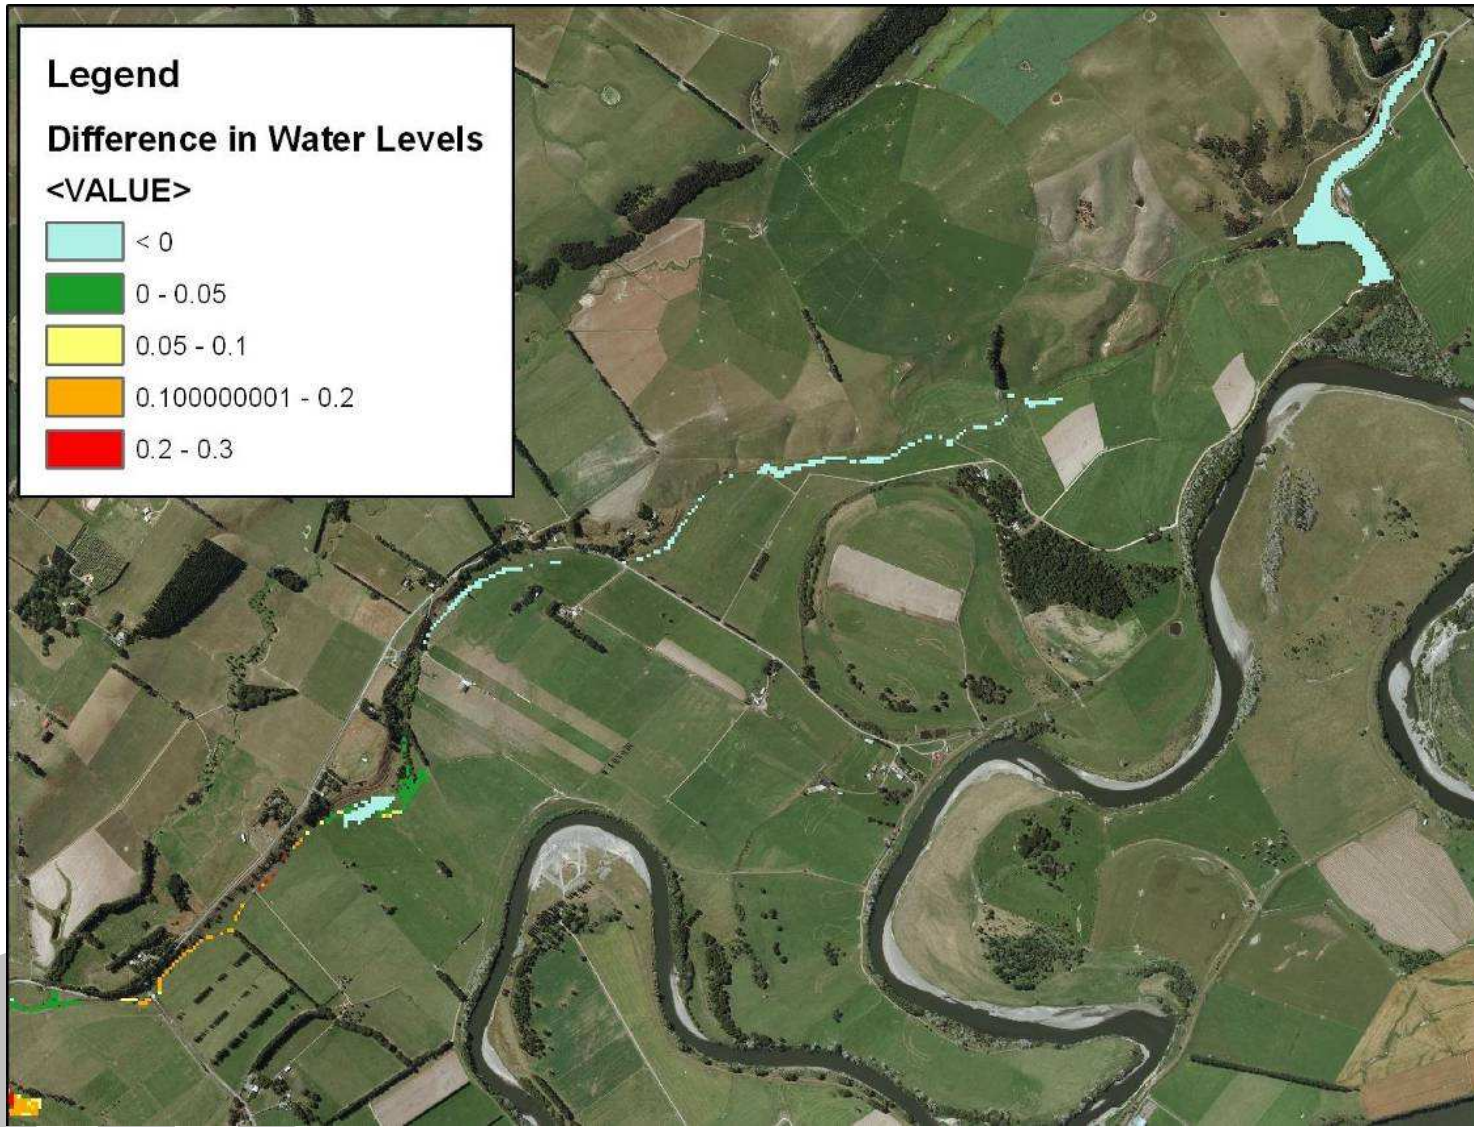 Legend
Difference in Water Levels
<VALUE>
< 0
0 - 0.05
0.05 - 0.1
0.100000001 - 0.2
0.2 - 0.3